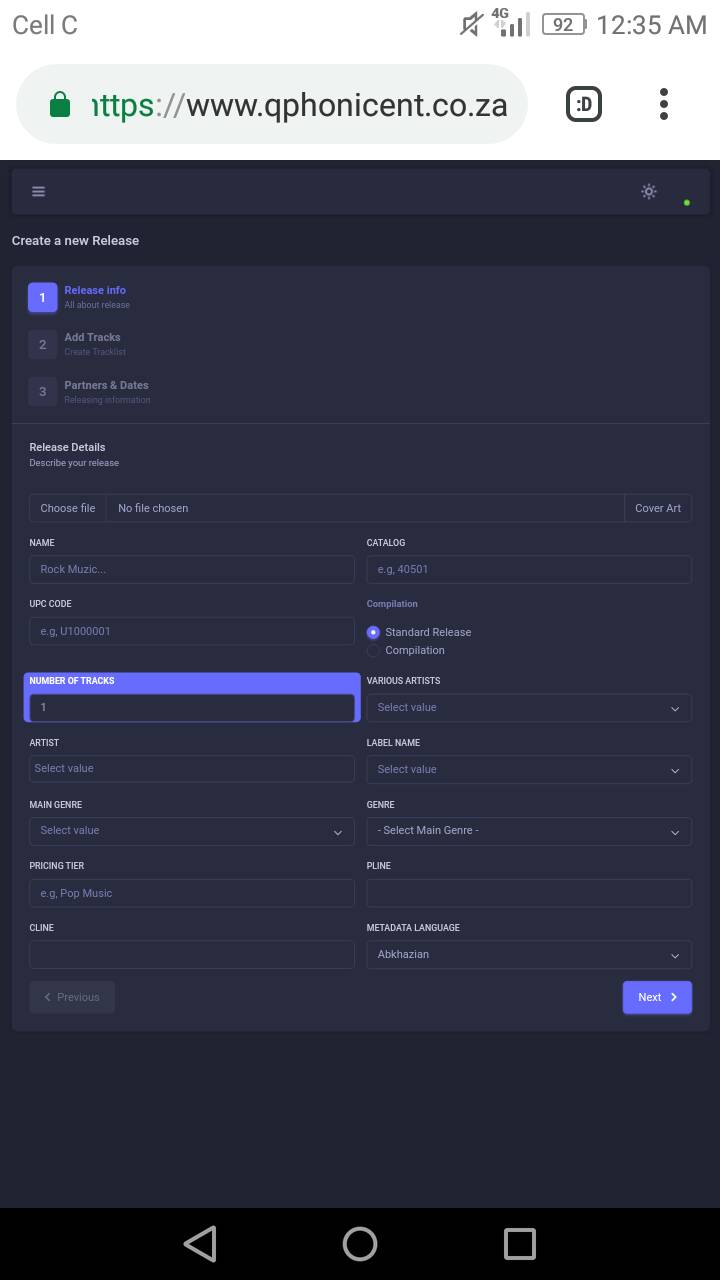 Cell C 4G 92 12:35 AM
https://www.qphonicent.co.za :D
Create a new Release
1 Release info
All about release
2 Add Tracks
Create Tracklist
3 Partners & Dates
Releasing information
Release Details
Describe your release
Choose file No file chosen Cover Art
NAME CATALOG
Rock Muzic... e.g, 40501
UPC CODE Compilation
e.g, U1000001 Standard Release
Compilation
NUMBER OF TRACKS VARIOUS ARTISTS
1 Select value
ARTIST LABEL NAME
Select value Select value
MAIN GENRE GENRE
Select value - Select Main Genre -
PRICING TIER PLINE
e.g, Pop Music
CLINE METADATA LANGUAGE
Abkhazian
Previous Next